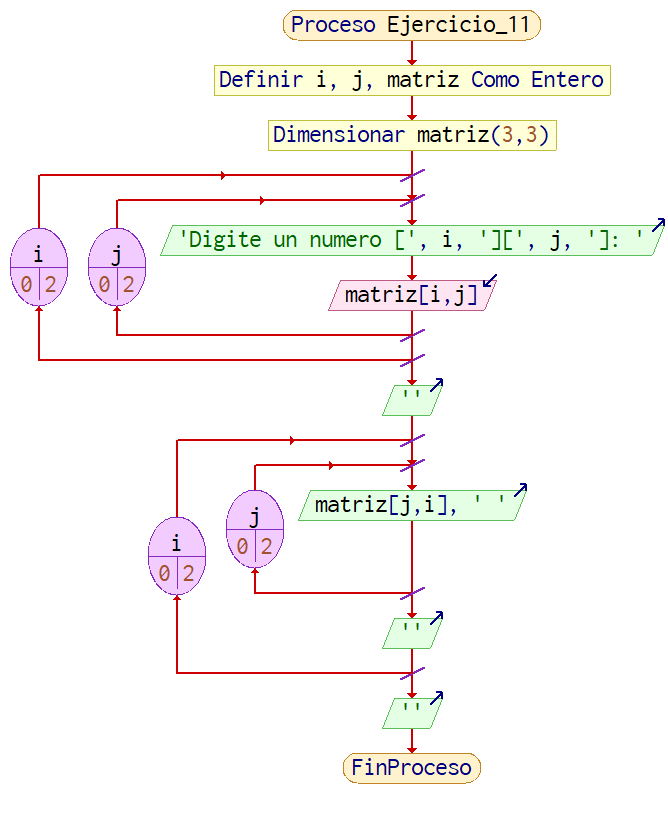 Proceso Ejercicio_11
Definir i, j, matriz Como Entero
Dimensionar matriz(3,3)
i
0 2
j
0 2
'Digite un numero [', i, '][', j, ']: '
matriz[i,j]
''
i
0 2
j
0 2
matriz[j,i], ' '
''
''
FinProceso